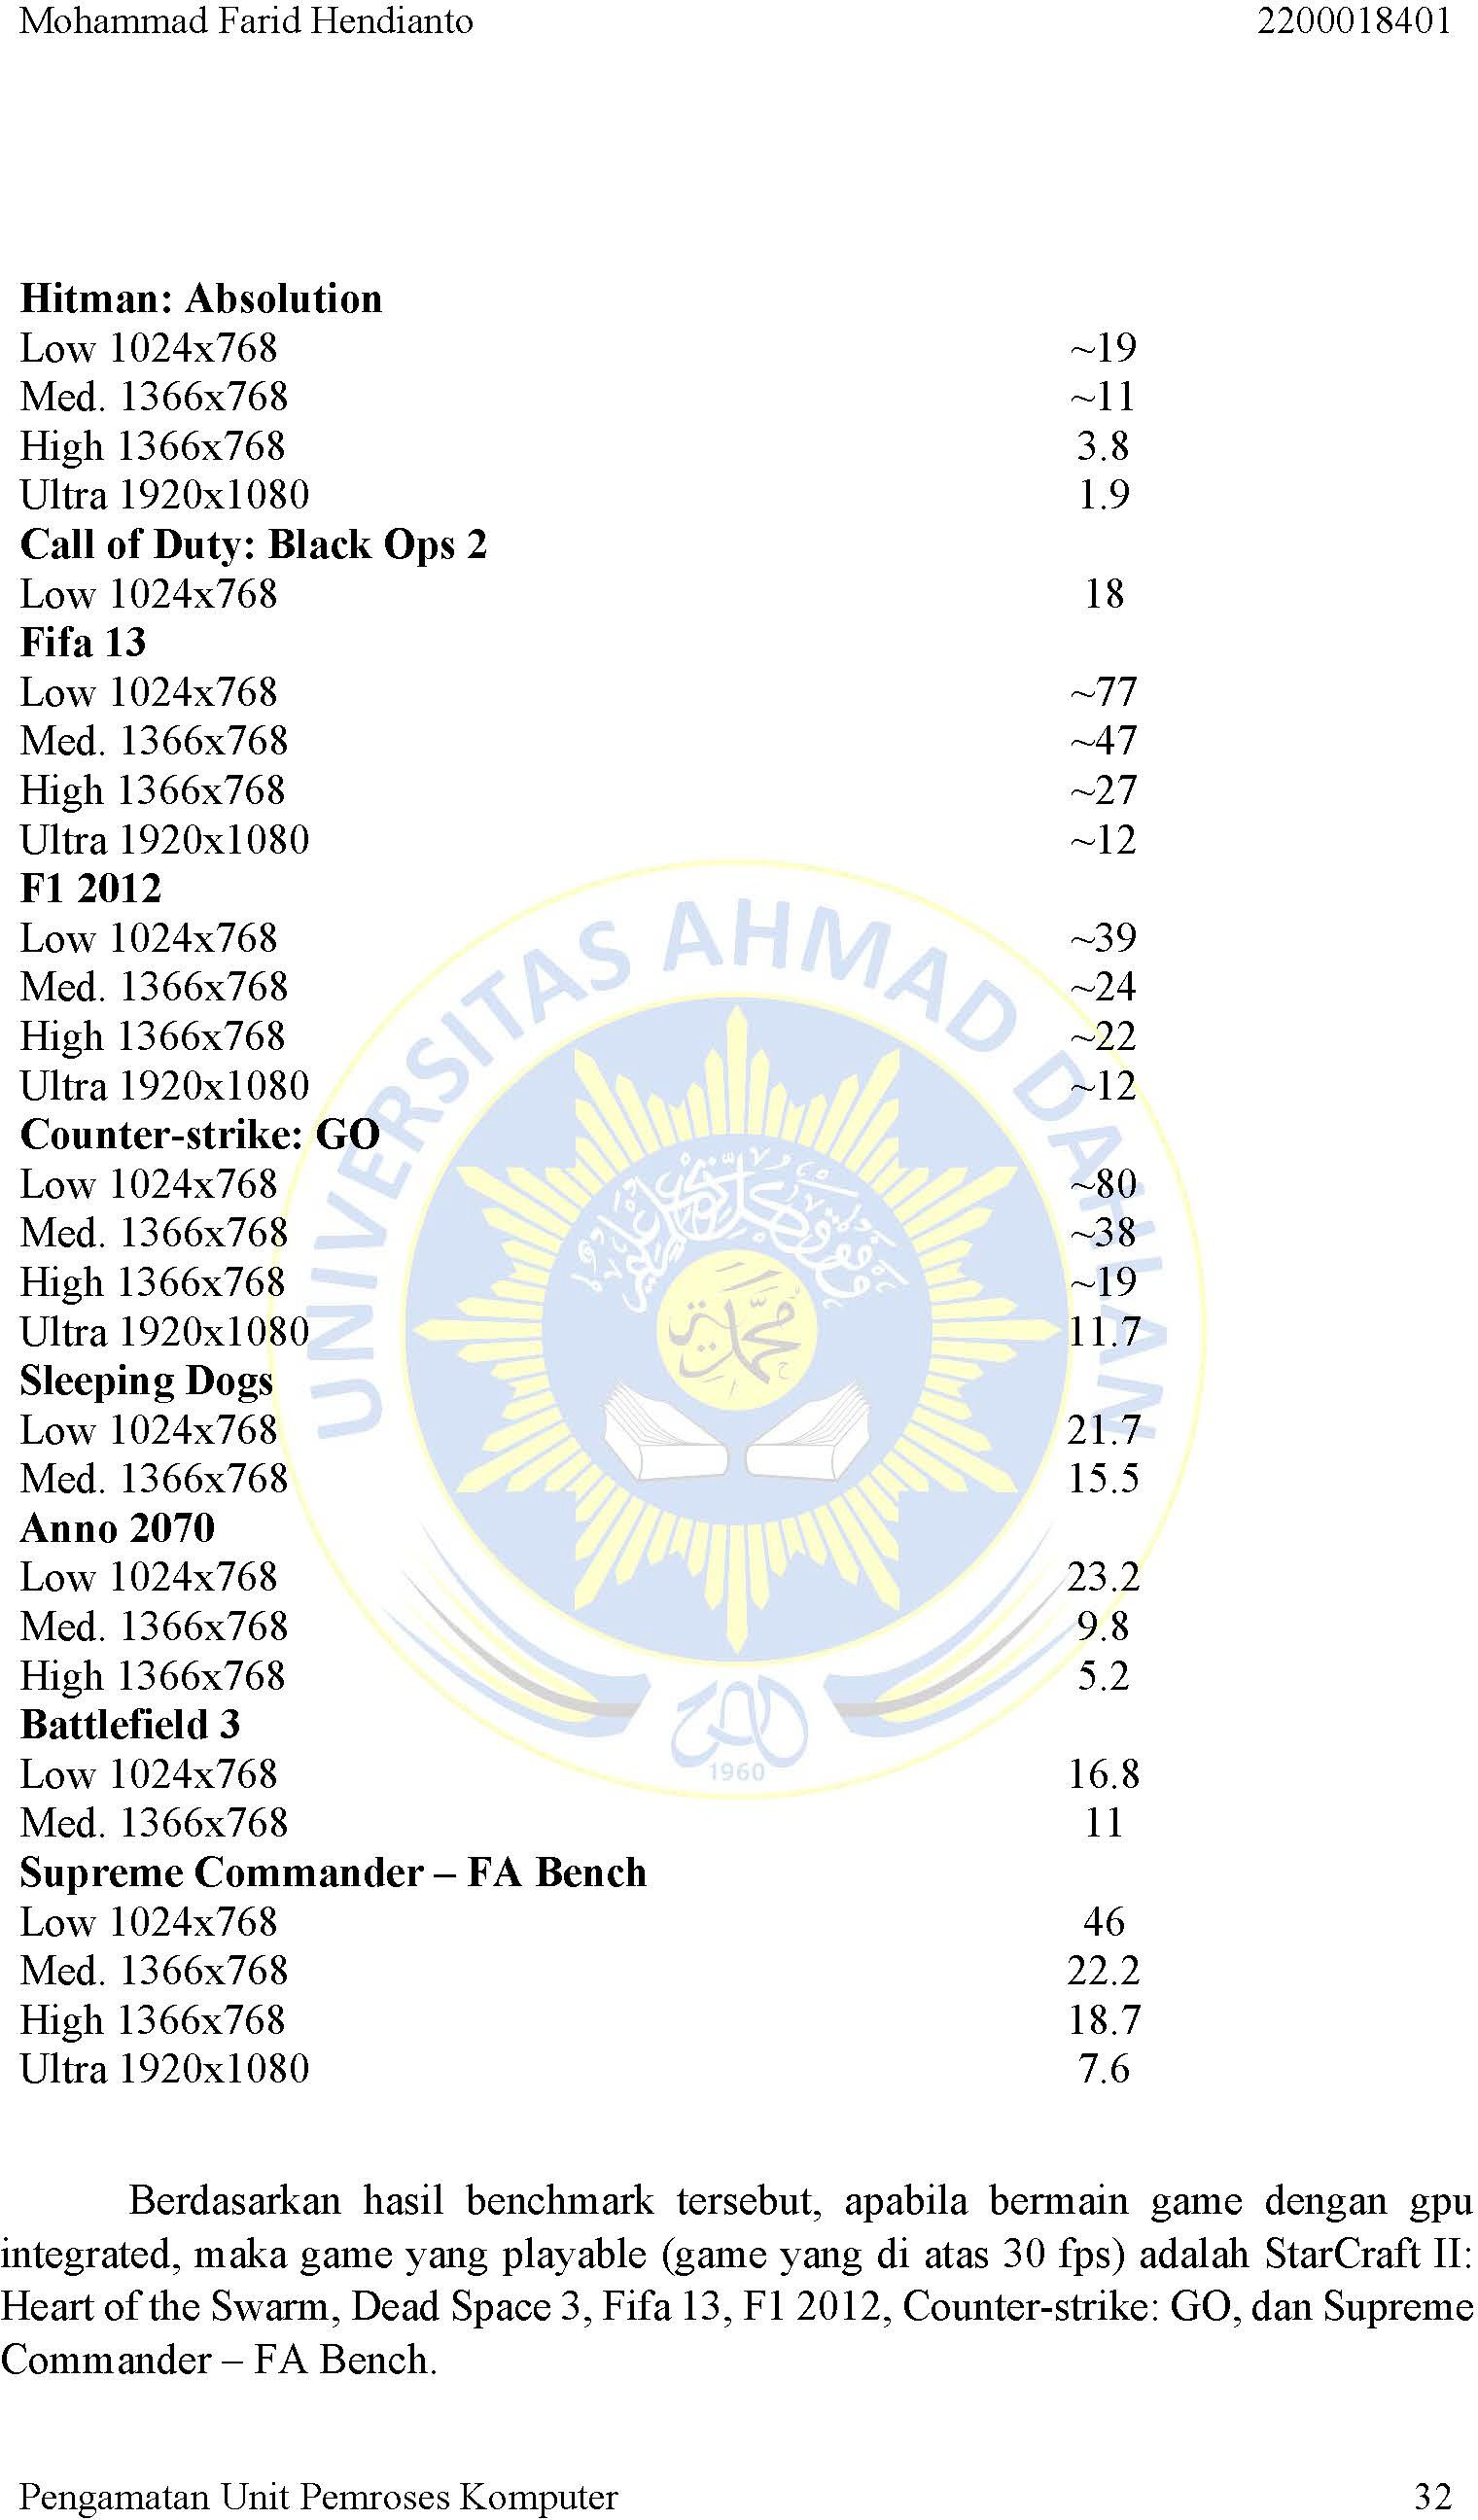 Mohammad Farid Hendianto 2200018401
Hitman: Absolution
Low 1024x768 ~19
Med. 1366x768 ~11
High 1366x768 3.8
Ultra 1920x1080 1.9
Call of Duty: Black Ops 2
Low 1024x768 18
Fifa 13
Low 1024x768 ~77
Med. 1366x768 ~47
High 1366x768 ~27
Ultra 1920x1080 ~12
F1 2012
Low 1024x768 ~39
Med. 1366x768 ~24
High 1366x768 ~22
Ultra 1920x1080 ~12
Counter-strike: GO
Low 1024x768 ~80
Med. 1366x768 ~38
High 1366x768 ~19
Ultra 1920x1080 11.7
Sleeping Dogs
Low 1024x768 21.7
Med. 1366x768 15.5
Anno 2070
Low 1024x768 23.2
Med. 1366x768 9.8
High 1366x768 5.2
Battlefield 3
Low 1024x768 16.8
Med. 1366x768 11
Supreme Commander – FA Bench
Low 1024x768 46
Med. 1366x768 22.2
High 1366x768 18.7
Ultra 1920x1080 7.6
UNIVERSITAS AHMAD DAHLAN
محمد
1960
Berdasarkan hasil benchmark tersebut, apabila bermain game dengan gpu
integrated, maka game yang playable (game yang di atas 30 fps) adalah StarCraft II:
Heart of the Swarm, Dead Space 3, Fifa 13, F1 2012, Counter-strike: GO, dan Supreme
Commander – FA Bench.
Pengamatan Unit Pemroses Komputer 32